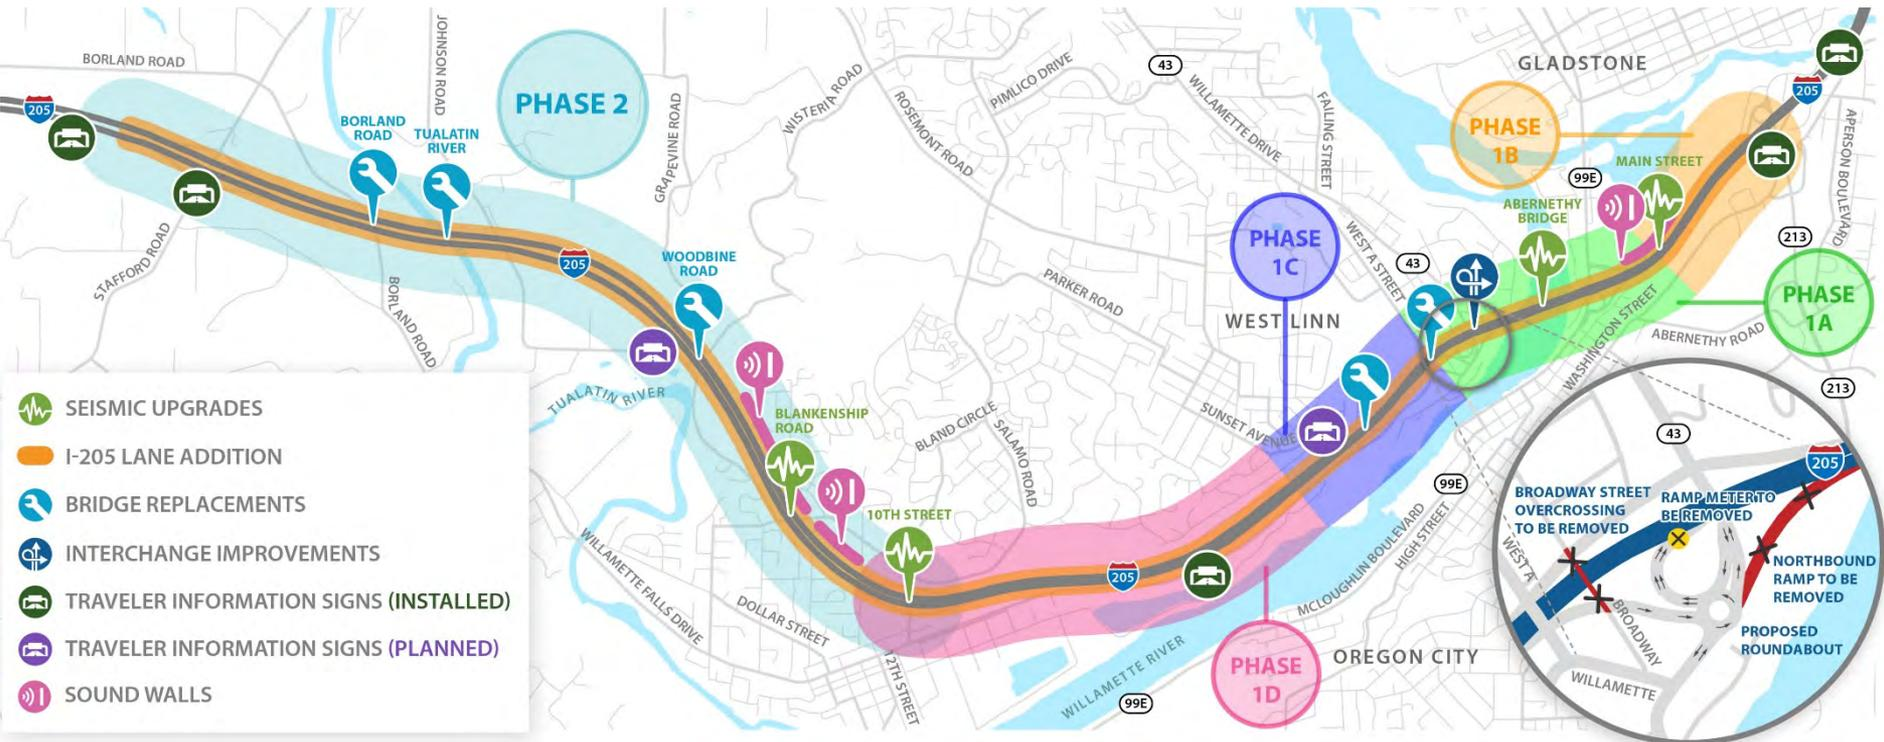 BORLAND ROAD
JOHNSON ROAD
205
BORLAND
ROAD
TUALATIN
RIVER
PHASE 2
GRAPEVINE ROAD
WISTERIA ROAD
ROSEMONT ROAD
PIMLICO DRIVE
43
WILLAMETTE DRIVE
FAILING STREET
GLADSTONE
205
APERSON BOULEVARD
PHASE
1B
MAIN STREET
99E
ABERNETHY
BRIDGE
213
PHASE
1C
WEST A STREET
43
PHASE
1A
STAFFORD ROAD
BORLAND ROAD
205
WOODBINE
ROAD
PARKER ROAD
WEST LINN
WASHINGTON STREET
ABERNETHY ROAD
213
TUALATIN RIVER
BLANKENSHIP
ROAD
BLAND CIRCLE
SALAMO ROAD
SUNSET AVENUE
99E
10TH STREET
WILLAMETTE FALLS DRIVE
DOLLAR STREET
12TH STREET
205
MCLOUGHLIN BOULEVARD
HIGH STREET
WILLAMETTE RIVER
99E
PHASE
1D
OREGON CITY
SEISMIC UPGRADES
I-205 LANE ADDITION
BRIDGE REPLACEMENTS
INTERCHANGE IMPROVEMENTS
TRAVELER INFORMATION SIGNS (INSTALLED)
TRAVELER INFORMATION SIGNS (PLANNED)
SOUND WALLS
43
205
BROADWAY STREET
OVERCROSSING
TO BE REMOVED
RAMP METER TO
BE REMOVED
WEST A
BROADWAY
NORTHBOUND
RAMP TO BE
REMOVED
PROPOSED
ROUNDABOUT
WILLAMETTE